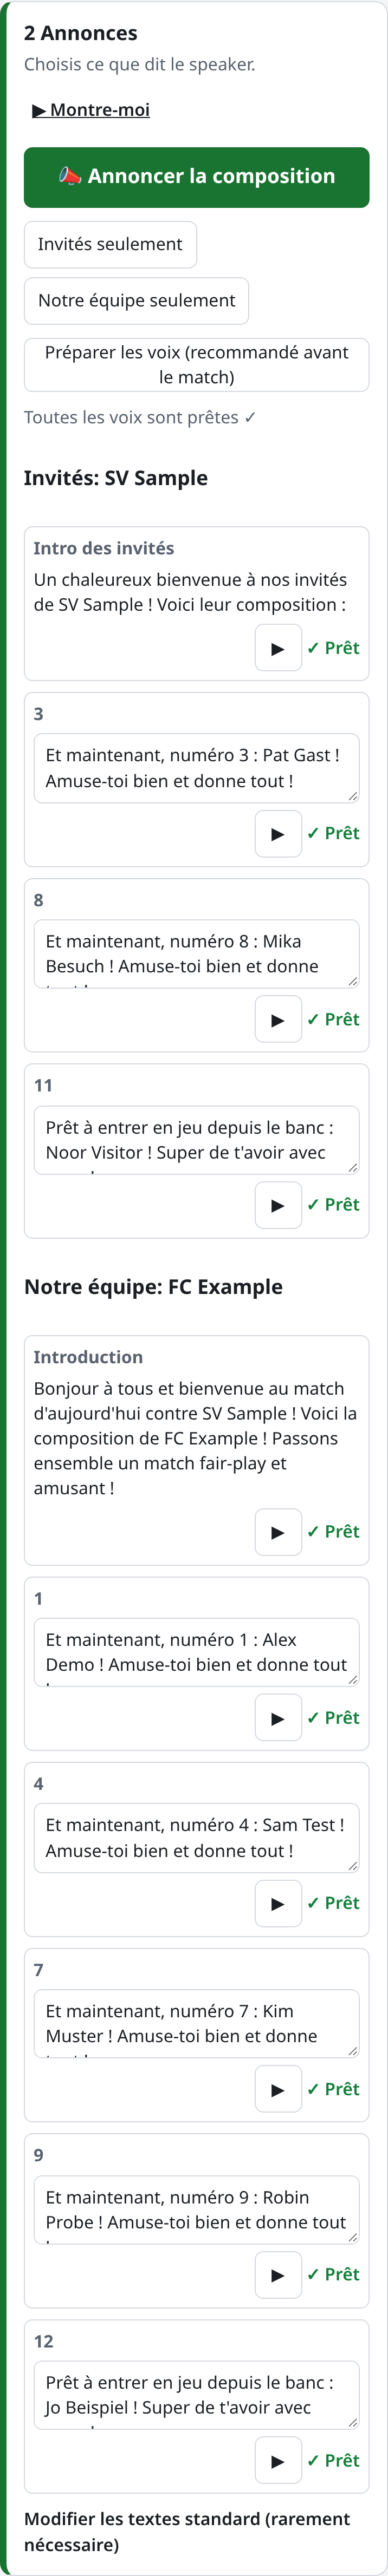 2 Annonces
Choisis ce que dit le speaker.
▶ Montre-moi
📣 Annoncer la composition
Invités seulement
Notre équipe seulement
Préparer les voix (recommandé avant
le match)
Toutes les voix sont prêtes ✓
Invités: SV Sample
Intro des invités
Un chaleureux bienvenue à nos invités
de SV Sample ! Voici leur composition :
▶ ✓ Prêt
3
Et maintenant, numéro 3 : Pat Gast !
Amuse-toi bien et donne tout !
▶ ✓ Prêt
8
Et maintenant, numéro 8 : Mika
Besuch ! Amuse-toi bien et donne
▶ ✓ Prêt
11
Prêt à entrer en jeu depuis le banc :
Noor Visitor ! Super de t'avoir avec
▶ ✓ Prêt
Notre équipe: FC Example
Introduction
Bonjour à tous et bienvenue au match
d'aujourd'hui contre SV Sample ! Voici la
composition de FC Example ! Passons
ensemble un match fair-play et
amusant !
▶ ✓ Prêt
1
Et maintenant, numéro 1 : Alex
Demo ! Amuse-toi bien et donne tout
▶ ✓ Prêt
4
Et maintenant, numéro 4 : Sam Test !
Amuse-toi bien et donne tout !
▶ ✓ Prêt
7
Et maintenant, numéro 7 : Kim
Muster ! Amuse-toi bien et donne
▶ ✓ Prêt
9
Et maintenant, numéro 9 : Robin
Probe ! Amuse-toi bien et donne tout
▶ ✓ Prêt
12
Prêt à entrer en jeu depuis le banc :
Jo Beispiel ! Super de t'avoir avec
▶ ✓ Prêt
Modifier les textes standard (rarement
nécessaire)